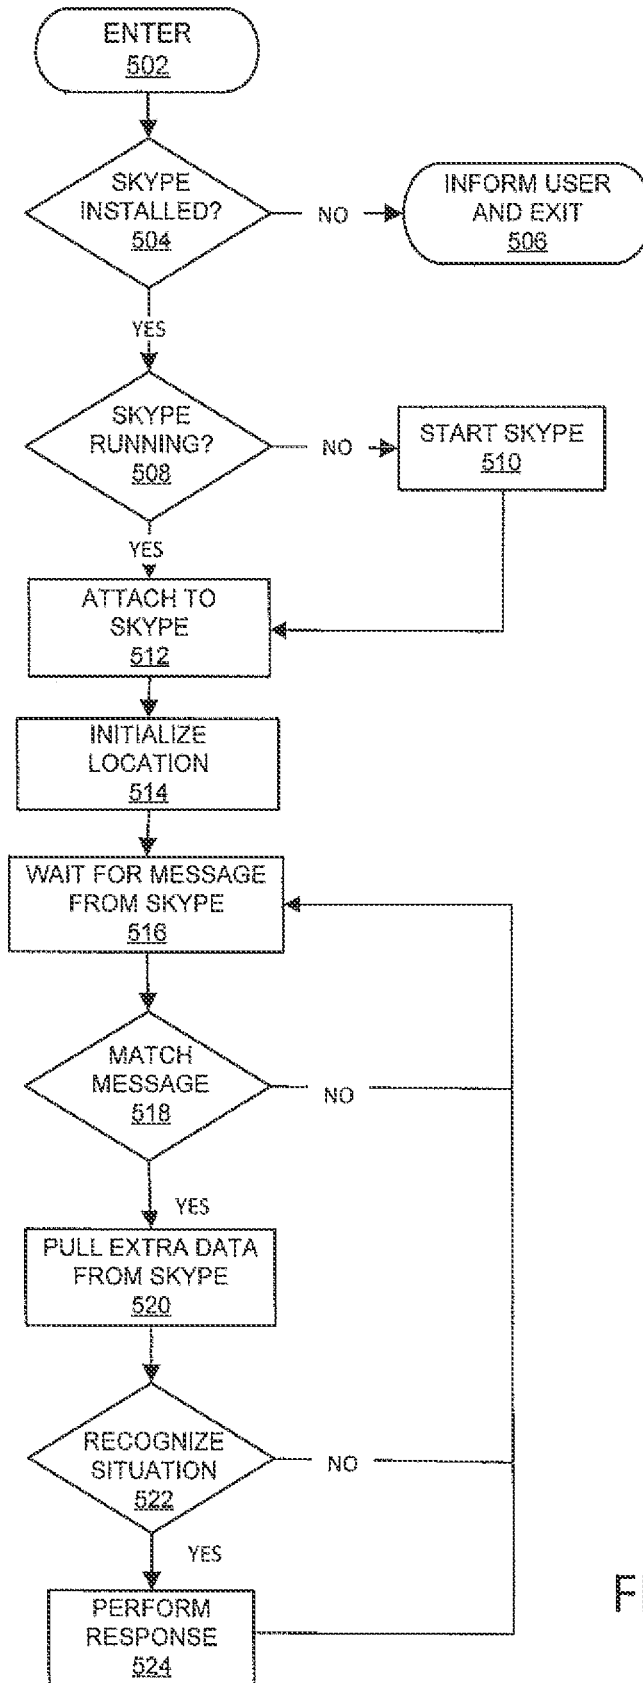 ENTER
502
SKYPE
INSTALLED?
504
NO
INFORM USER
AND EXIT
506
YES
SKYPE
RUNNING?
508
NO
START SKYPE
510
YES
ATTACH TO
SKYPE
512
INITIALIZE
LOCATION
514
WAIT FOR MESSAGE
FROM SKYPE
516
MATCH
MESSAGE
518
NO
YES
PULL EXTRA DATA
FROM SKYPE
520
RECOGNIZE
SITUATION
522
NO
YES
PERFORM
RESPONSE
524